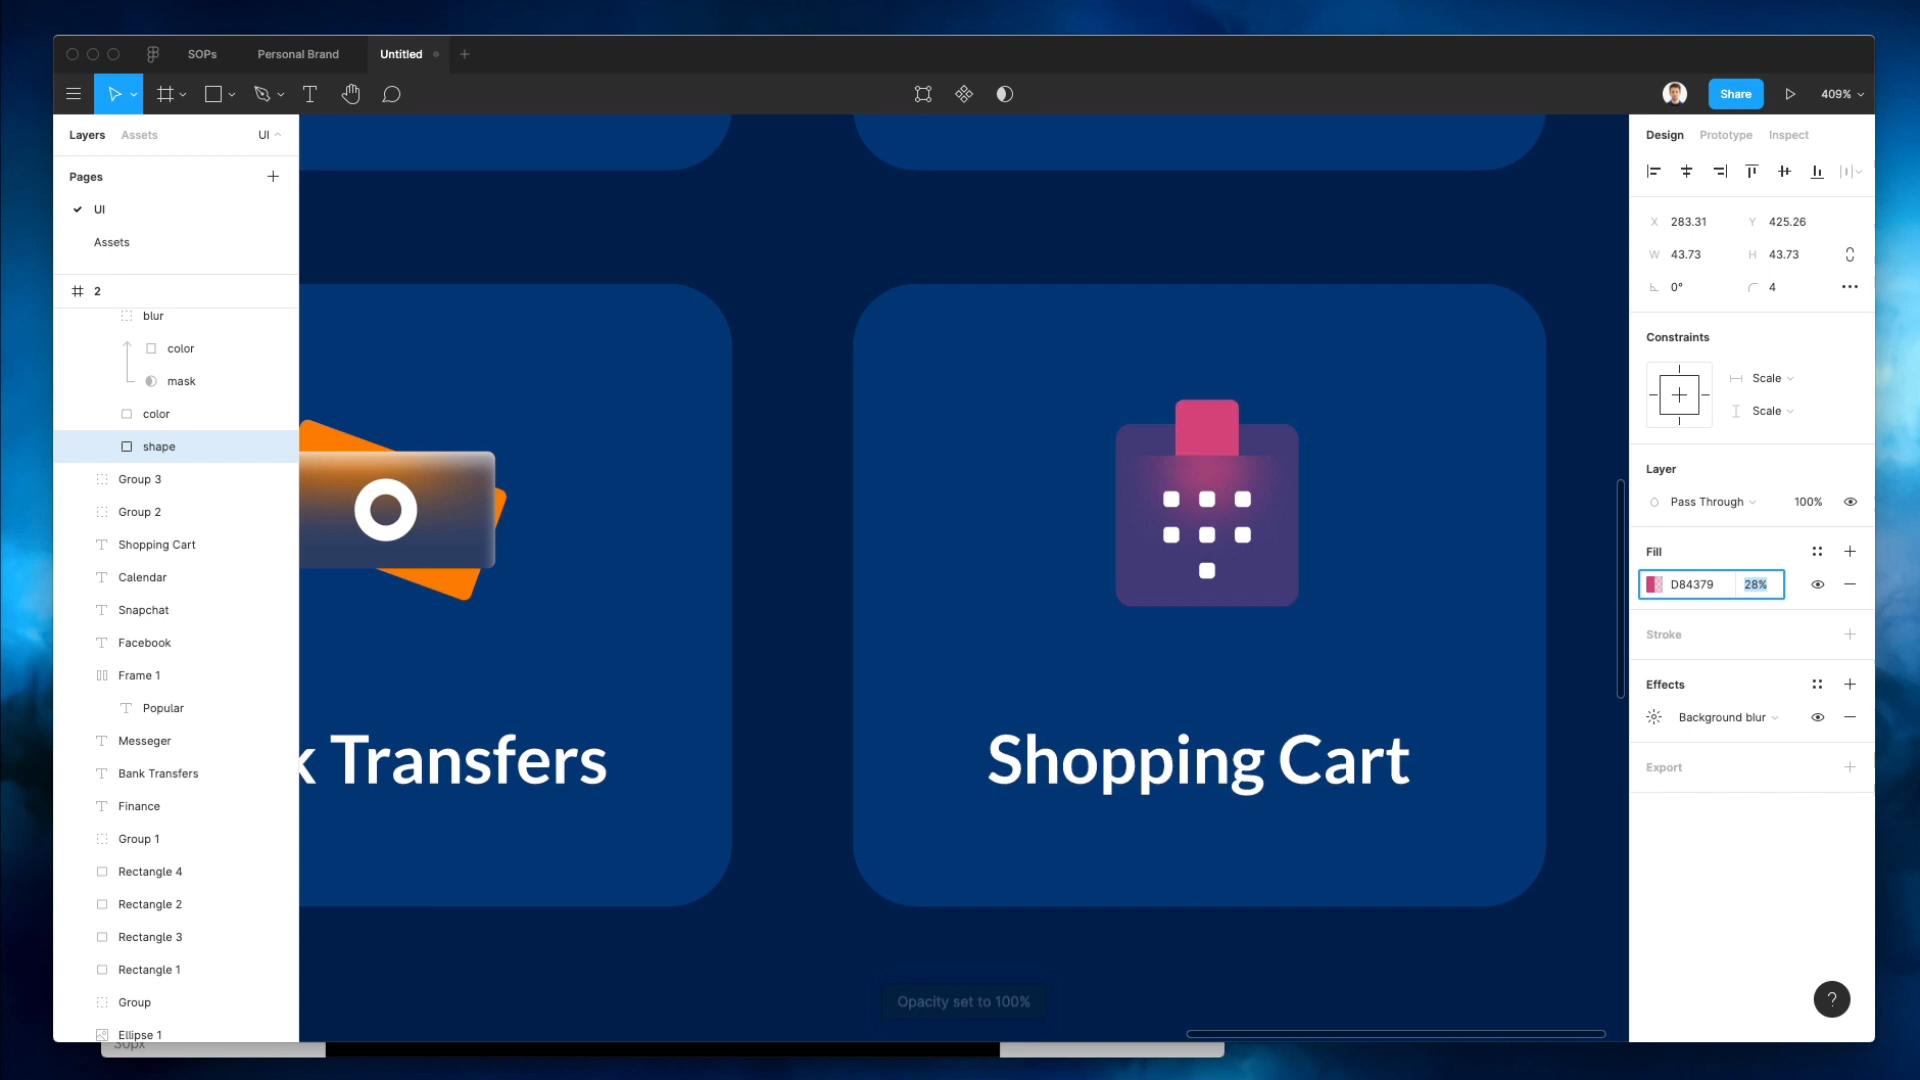 SOPs
Personal Brand
Untitled
Share
409%
Layers
Assets
UI
Pages
UI
Assets
2
blur
color
mask
color
shape
Group 3
Group 2
Shopping Cart
Calendar
Snapchat
Facebook
Frame 1
Popular
Messeger
Bank Transfers
Finance
Group 1
Rectangle 4
Rectangle 2
Rectangle 3
Rectangle 1
Group
Ellipse 1
30px
k Transfers
Shopping Cart
Opacity set to 100%
Design
Prototype
Inspect
X 283.31
Y 425.26
W 43.73
H 43.73
0°
4
Constraints
Scale
Scale
Layer
Pass Through
100%
Fill
D84379
28%
Stroke
Effects
Background blur
Export
?